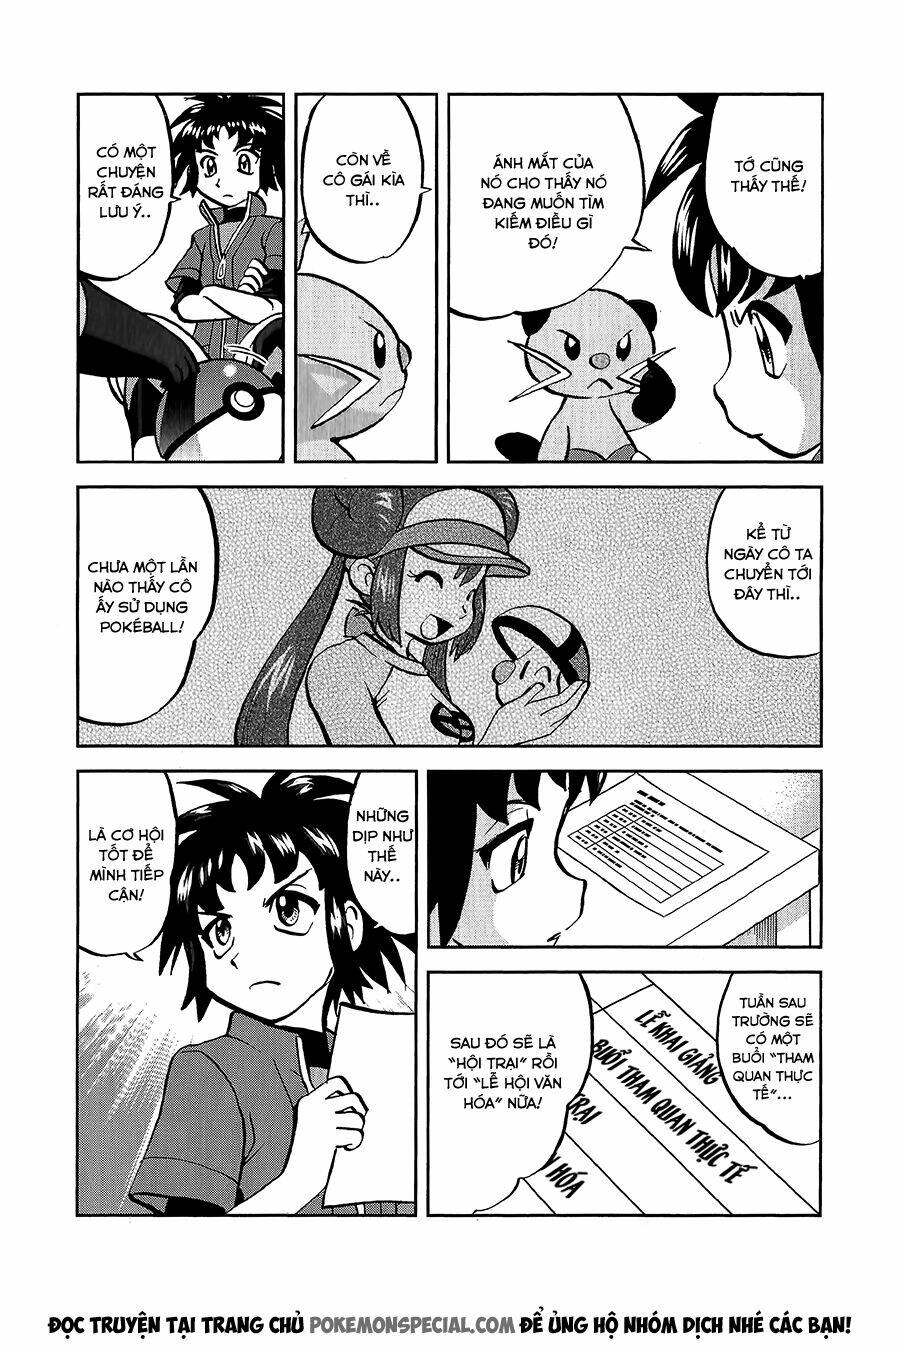 TỚ CŨNG
THẤY THẾ!
ÁNH MẮT CỦA
NÓ CHO THẤY NÓ
ĐANG MUỐN TÌM
KIẾM ĐIỀU GÌ
ĐÓ!
CÒN VỀ
CÔ GÁI KÌA
THÌ..
CÓ MỘT
CHUYỆN
RẤT ĐÁNG
LƯU Ý..
KỂ TỪ
NGÀY CÔ TA
CHUYỂN TỚI
ĐÂY THÌ..
CHƯA MỘT LẦN
NÀO THẤY CÔ
ẤY SỬ DỤNG
POKÉBALL!
TUẦN SAU
TRƯỜNG SẼ
CÓ MỘT
BUỔI "THAM
QUAN THỰC
TẾ"...
LỄ KHAI GIẢNG
BUỔI THAM QUAN THỰC TẾ
TRẠI
HÓA
SAU ĐÓ SẼ LÀ
"HỘI TRẠI" RỒI
TỚI "LỄ HỘI VĂN
HÓA" NỮA!
NHỮNG
DỊP NHƯ
THẾ
NÀY..
LÀ CƠ HỘI
TỐT ĐỂ
MÌNH TIẾP
CẬN!
ĐỌC TRUYỆN TẠI TRANG CHỦ POKEMONSPECIAL.COM ĐỂ ỦNG HỘ NHÓM DỊCH NHÉ CÁC BẠN!